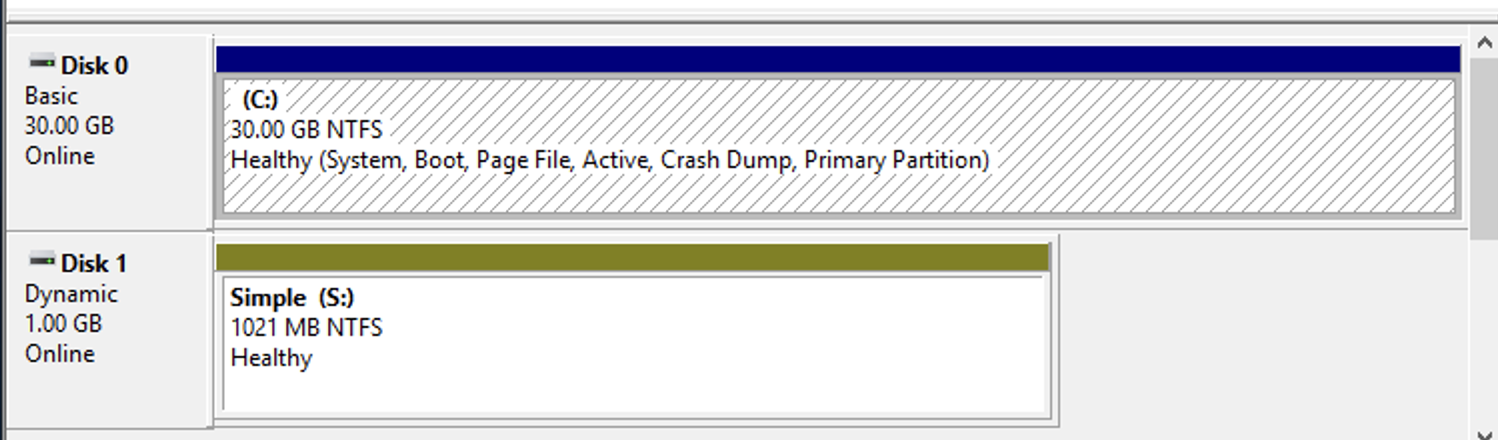 Disk 0
Basic
30.00 GB
Online
(C:)
30.00 GB NTFS
Healthy (System, Boot, Page File, Active, Crash Dump, Primary Partition)
Disk 1
Dynamic
1.00 GB
Online
Simple (S:)
1021 MB NTFS
Healthy